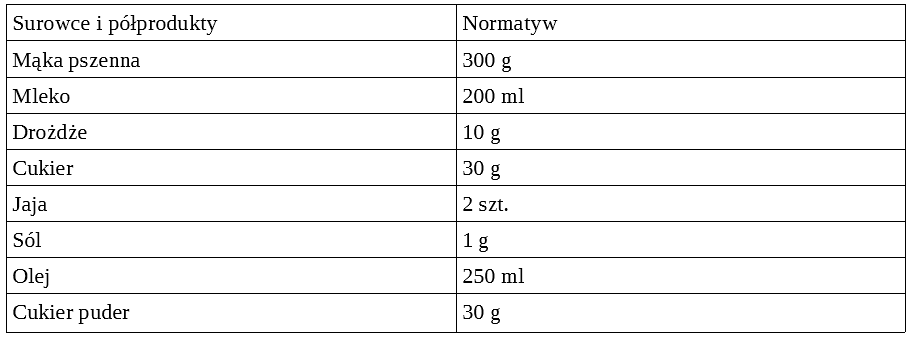 Surowce i półprodukty Normatyw
Mąka pszenna 300 g
Mleko 200 ml
Drożdże 10 g
Cukier 30 g
Jaja 2 szt.
Sól 1 g
Olej 250 ml
Cukier puder 30 g